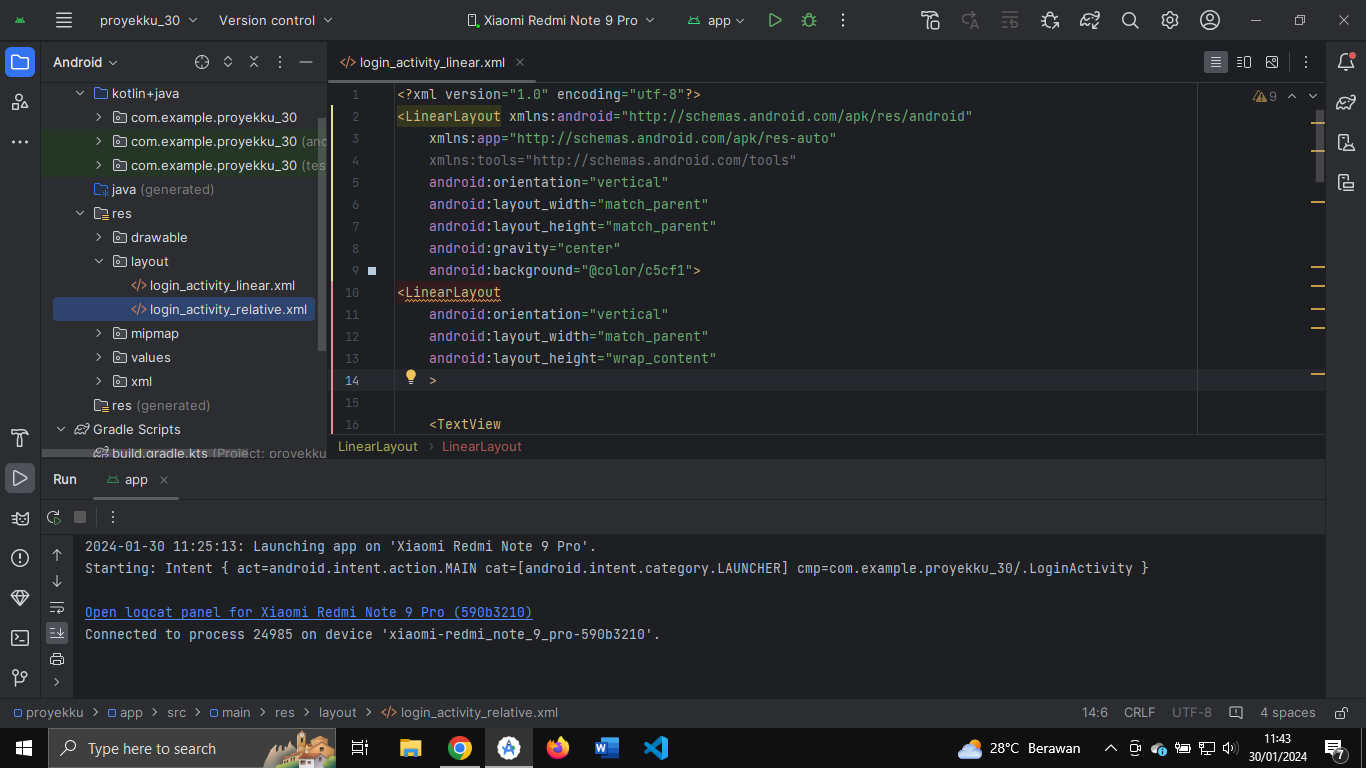 proyekku_30
Version control
Xiaomi Redmi Note 9 Pro
app
Android
kotlin+java
com.example.proyekku_30
com.example.proyekku_30 (and
com.example.proyekku_30 (tes
java (generated)
res
drawable
layout
login_activity_linear.xml
login_activity_relative.xml
mipmap
values
xml
res (generated)
Gradle Scripts
build.gradle.kts (Project: proyekku
login_activity_linear.xml
9
1 <?xml version="1.0" encoding="utf-8"?>
2 <LinearLayout xmlns:android="http://schemas.android.com/apk/res/android"
3 xmlns:app="http://schemas.android.com/apk/res-auto"
4 xmlns:tools="http://schemas.android.com/tools"
5 android:orientation="vertical"
6 android:layout_width="match_parent"
7 android:layout_height="match_parent"
8 android:gravity="center"
9 android:background="@color/c5cf1">
10 <LinearLayout
11 android:orientation="vertical"
12 android:layout_width="match_parent"
13 android:layout_height="wrap_content"
14 >
15
16 <TextView
LinearLayout > LinearLayout
Run
app
2024-01-30 11:25:13: Launching app on 'Xiaomi Redmi Note 9 Pro'.
Starting: Intent { act=android.intent.action.MAIN cat=[android.intent.category.LAUNCHER] cmp=com.example.proyekku_30/.LoginActivity }
Open logcat panel for Xiaomi Redmi Note 9 Pro (590b3210)
Connected to process 24985 on device 'xiaomi-redmi_note_9_pro-590b3210'.
proyekku > app > src > main > res > layout > login_activity_relative.xml
14:6 CRLF UTF-8 4 spaces
Type here to search
28°C Berawan
11:43
30/01/2024
7